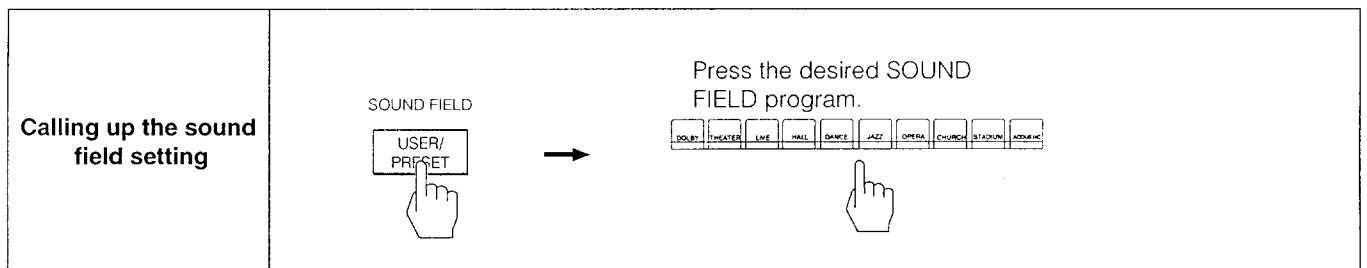 Calling up the sound
field setting
SOUND FIELD
USER/
PRESET
Press the desired SOUND
FIELD program.
DOLBY THEATER LIVE HALL DANCE JAZZ OPERA CHURCH STADIUM ACOUSTIC